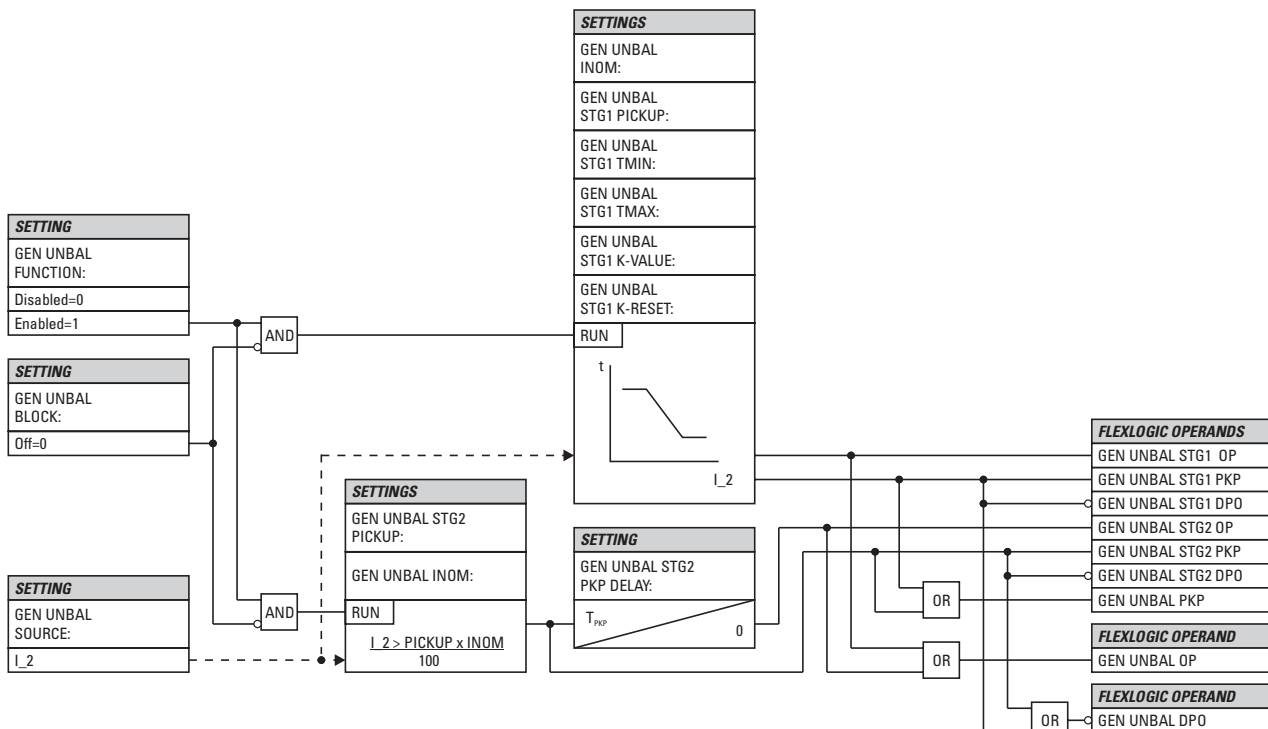 SETTINGS
GEN UNBAL
INOM:
GEN UNBAL
STG1 PICKUP:
GEN UNBAL
STG1 TMIN:
GEN UNBAL
STG1 TMAX:
GEN UNBAL
STG1 K-VALUE:
GEN UNBAL
STG1 K-RESET:
RUN
t
I_2
SETTING
GEN UNBAL
FUNCTION:
Disabled=0
Enabled=1
AND
SETTING
GEN UNBAL
BLOCK:
Off=0
SETTING
GEN UNBAL
SOURCE:
I_2
AND
SETTINGS
GEN UNBAL STG2
PICKUP:
GEN UNBAL INOM:
RUN
I_2 > PICKUP x INOM
100
SETTING
GEN UNBAL STG2
PKP DELAY:
TPKP
0
OR
OR
OR
FLEXLOGIC OPERANDS
GEN UNBAL STG1 OP
GEN UNBAL STG1 PKP
GEN UNBAL STG1 DPO
GEN UNBAL STG2 OP
GEN UNBAL STG2 PKP
GEN UNBAL STG2 DPO
GEN UNBAL PKP
FLEXLOGIC OPERAND
GEN UNBAL OP
FLEXLOGIC OPERAND
GEN UNBAL DPO